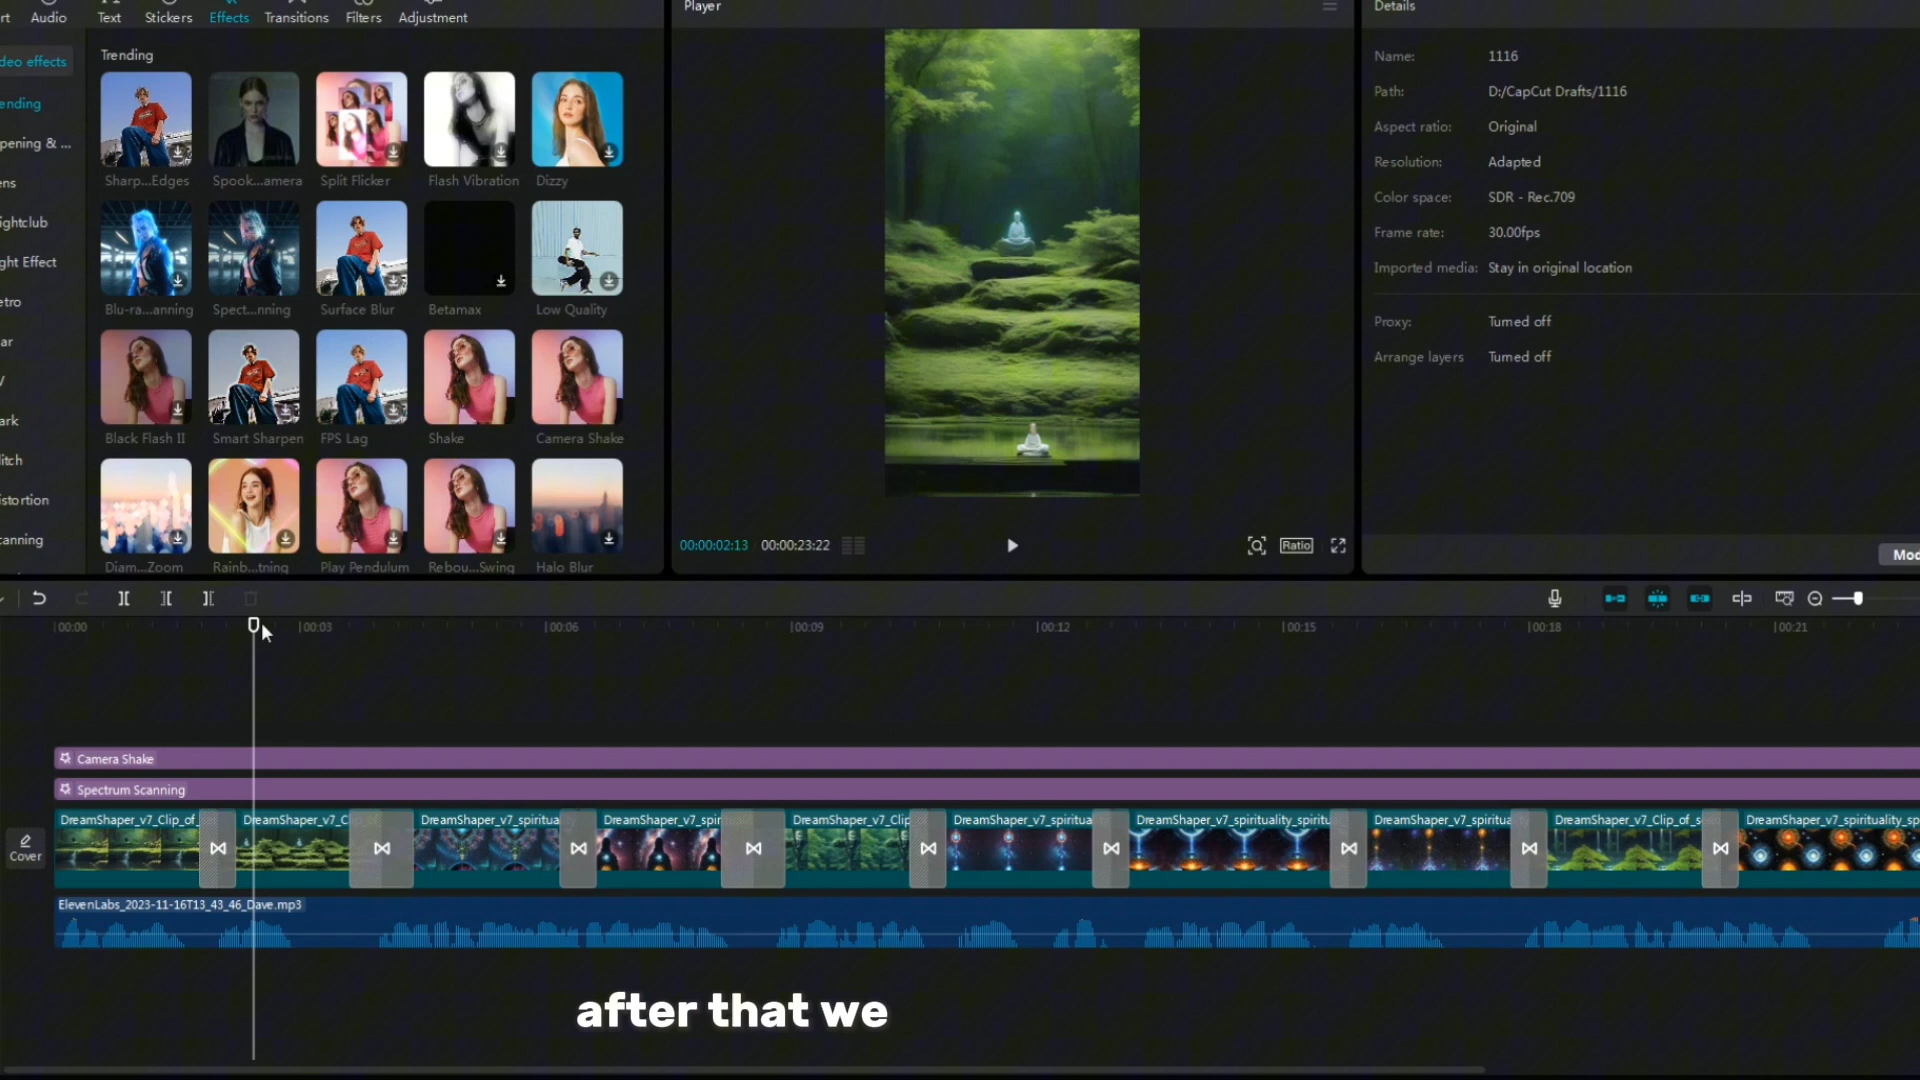 Audio
Text
Stickers
Effects
Transitions
Filters
Adjustment
deo effects
ending
pening & ...
ens
ightclub
ght Effect
etro
ar
V
ark
litch
istortion
canning
Trending
Sharp...Edges
Spook...amera
Split Flicker
Flash Vibration
Dizzy
Blu-ra...anning
Spect...nning
Surface Blur
Betamax
Low Quality
Black Flash II
Smart Sharpen
FPS Lag
Shake
Camera Shake
Diam...Zoom
Rainb...tning
Play Pendulum
Rebou...Swing
Halo Blur
Player
00:00:02:13
00:00:23:22
Ratio
Details
Name: 1116
Path: D:/CapCut Drafts/1116
Aspect ratio: Original
Resolution: Adapted
Color space: SDR - Rec.709
Frame rate: 30.00fps
Imported media: Stay in original location
Proxy: Turned off
Arrange layers Turned off
Mod
00:00
00:03
00:06
00:09
00:12
00:15
00:18
00:21
Camera Shake
Spectrum Scanning
Cover
DreamShaper_v7_Clip_of_
DreamShaper_v7_Cl
DreamShaper_v7_spiritua
DreamShaper_v7_spir
DreamShaper_v7_Clip
DreamShaper_v7_spiritua
DreamShaper_v7_spirituality_spiritu
DreamShaper_v7_spiritua
DreamShaper_v7_Clip_of_s
DreamShaper_v7_spirituality_sp
ElevenLabs_2023-11-16T13_43_46_Dave.mp3
after that we